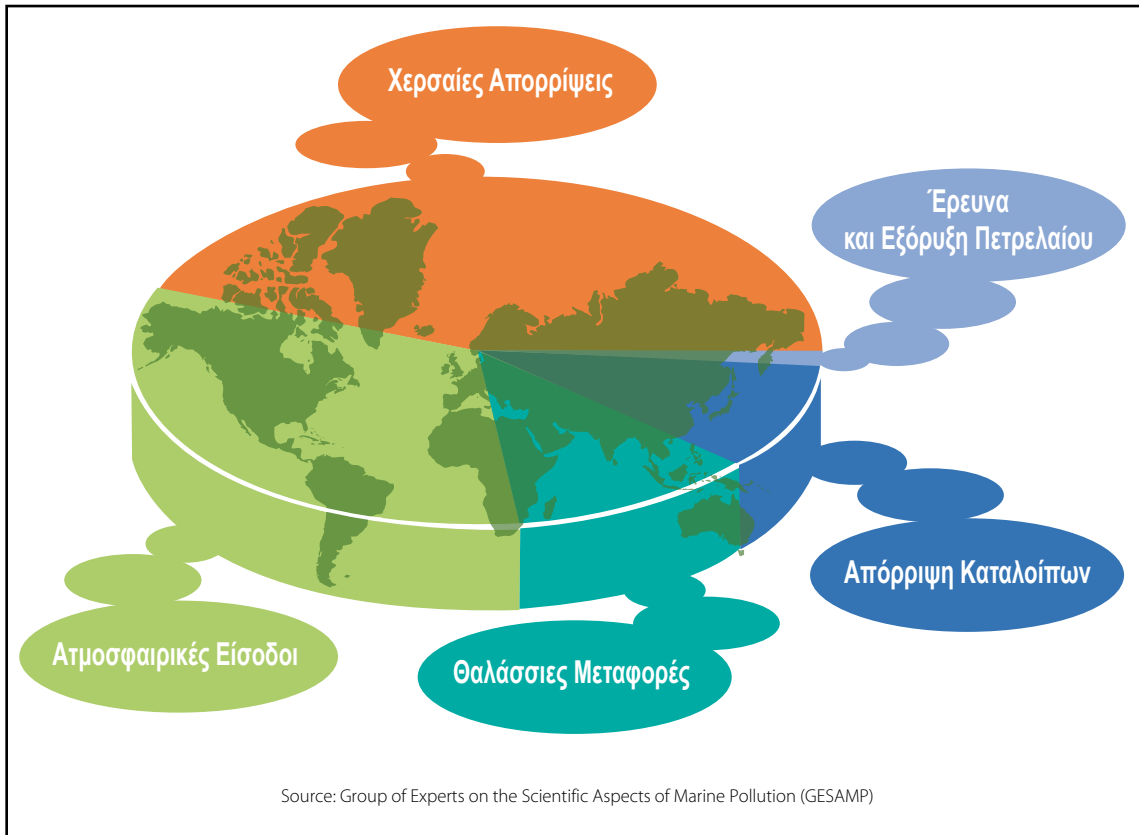 Χερσαίες Απορρίψεις
Έρευνα
και Εξόρυξη Πετρελαίου
Απόρριψη Καταλοίπων
Ατμοσφαιρικές Είσοδοι
Θαλάσσιες Μεταφορές
Source: Group of Experts on the Scientific Aspects of Marine Pollution (GESAMP)